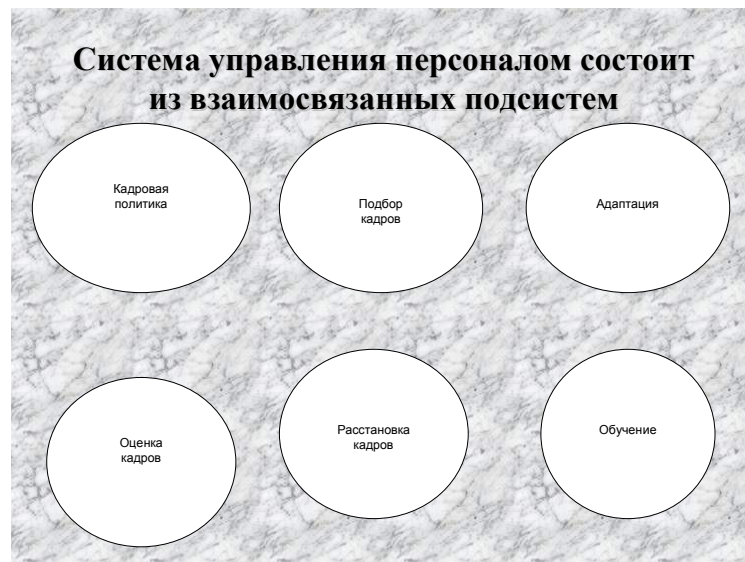 Система управления персоналом состоит
из взаимосвязанных подсистем
Кадровая
политика
Подбор
кадров
Адаптация
Оценка
кадров
Расстановка
кадров
Обучение